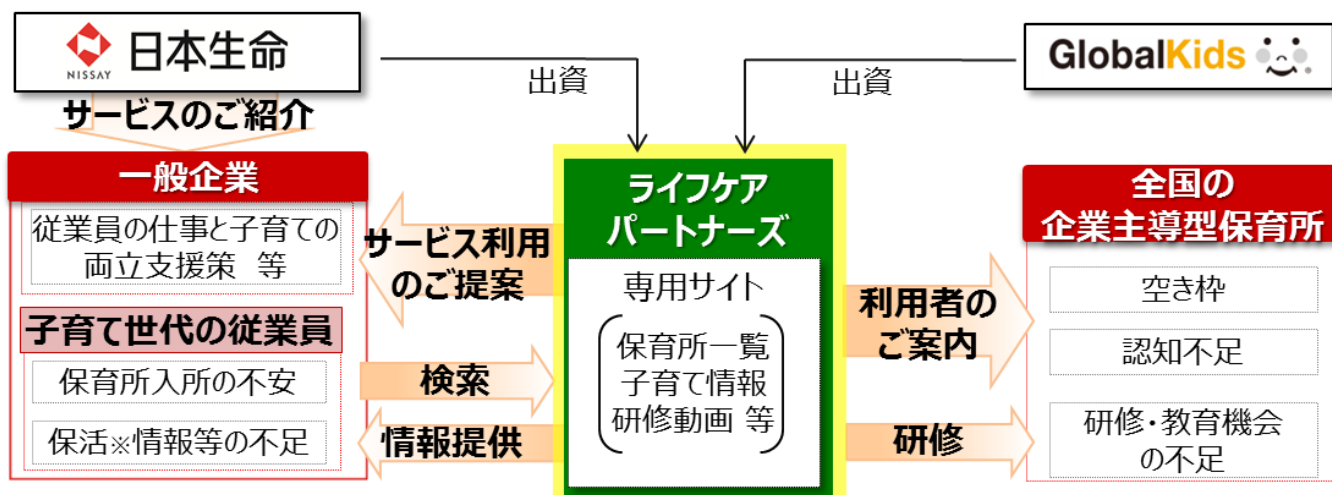 NISSAY
日本生命
出資
出資
GlobalKids
サービスのご紹介
一般企業
従業員の仕事と子育ての
両立支援策 等
子育て世代の従業員
保育所入所の不安
保活※情報等の不足
サービス利用
のご提案
検索
情報提供
ライフケア
パートナーズ
専用サイト
保育所一覧
子育て情報
研修動画 等
利用者の
ご案内
研修
全国の
企業主導型保育所
空き枠
認知不足
研修・教育機会
の不足